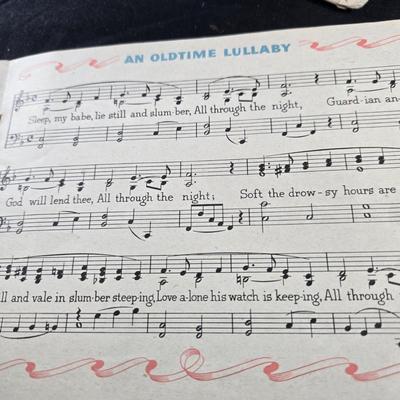 AN OLDTIME LULLABY
Sleep, my babe, lie still and slum-ber, All through the night, Guard-ian an-
God will lend thee, All through the night; Soft the drow-sy hours are
ll and vale in slum-ber steep-ing, Love a-lone his watch is keep-ing, All through